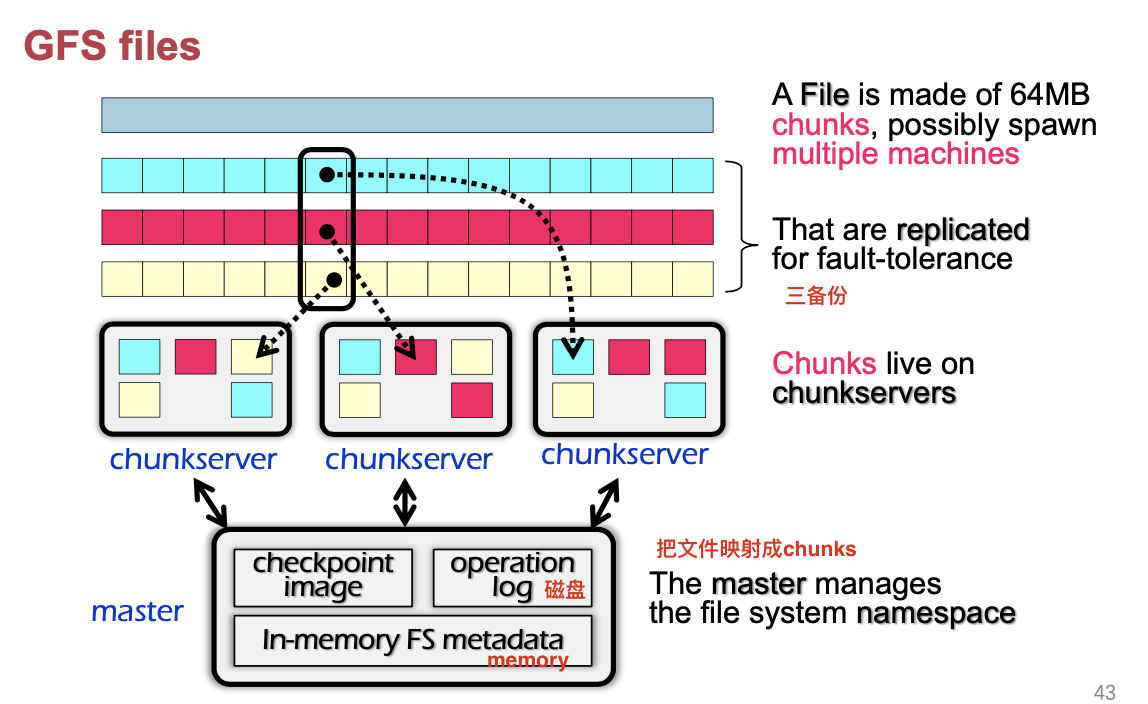 GFS files
A File is made of 64MB
chunks, possibly spawn
multiple machines
That are replicated
for fault-tolerance
三备份
Chunks live on
chunkservers
chunkserver
chunkserver
chunkserver
checkpoint
image
operation
log 磁盘
In-memory FS metadata
memory
master
把文件映射成chunks
The master manages
the file system namespace
43